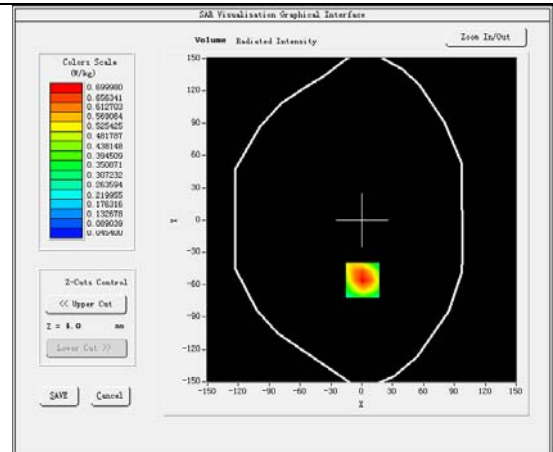 SAR Visualisation Graphical Interface
Volume Radiated Intensity
Zoom In/Out
Colors Scale
(W/kg)
0.699980
0.656341
0.612703
0.569064
0.525425
0.481787
0.438148
0.394509
0.350871
0.307232
0.263594
0.219955
0.176316
0.132678
0.089039
0.045400
150
120
90
60
30
0
-30
-60
-90
-120
-150
Y
-150 -120 -90 -60 -30 0 30 60 90 120 150
X
Z-Cuts Control
<< Upper Cut
Z = 4.0 mm
Lower Cut >>
SAVE
Cancel